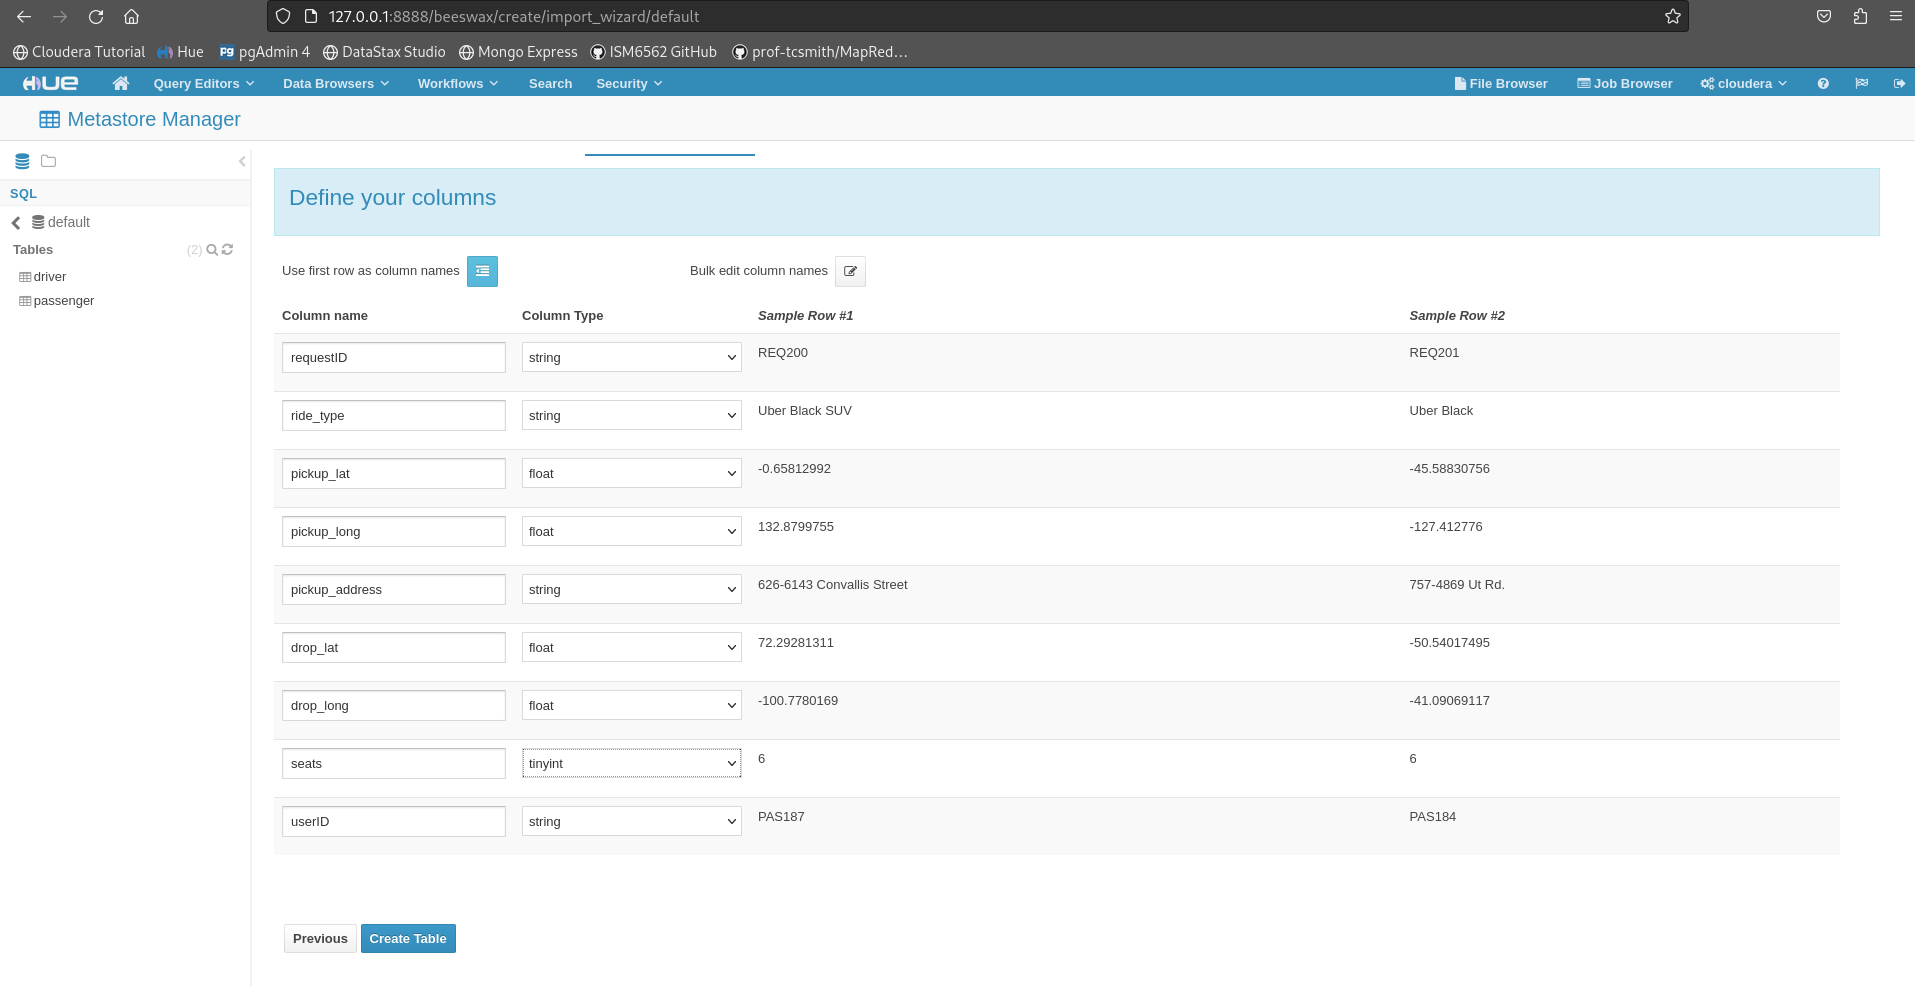 127.0.0.1:8888/beeswax/create/import_wizard/default
Cloudera Tutorial Hue pgAdmin 4 DataStax Studio Mongo Express ISM6562 GitHub prof-tcsmith/MapRed…
HUE Query Editors Data Browsers Workflows Search Security File Browser Job Browser cloudera
Metastore Manager
SQL
default
Tables (2)
driver
passenger
Define your columns
Use first row as column names Bulk edit column names
Column name Column Type Sample Row #1 Sample Row #2
requestID string REQ200 REQ201
ride_type string Uber Black SUV Uber Black
pickup_lat float -0.65812992 -45.58830756
pickup_long float 132.8799755 -127.412776
pickup_address string 626-6143 Convallis Street 757-4869 Ut Rd.
drop_lat float 72.29281311 -50.54017495
drop_long float -100.7780169 -41.09069117
seats tinyint 6 6
userID string PAS187 PAS184
Previous Create Table